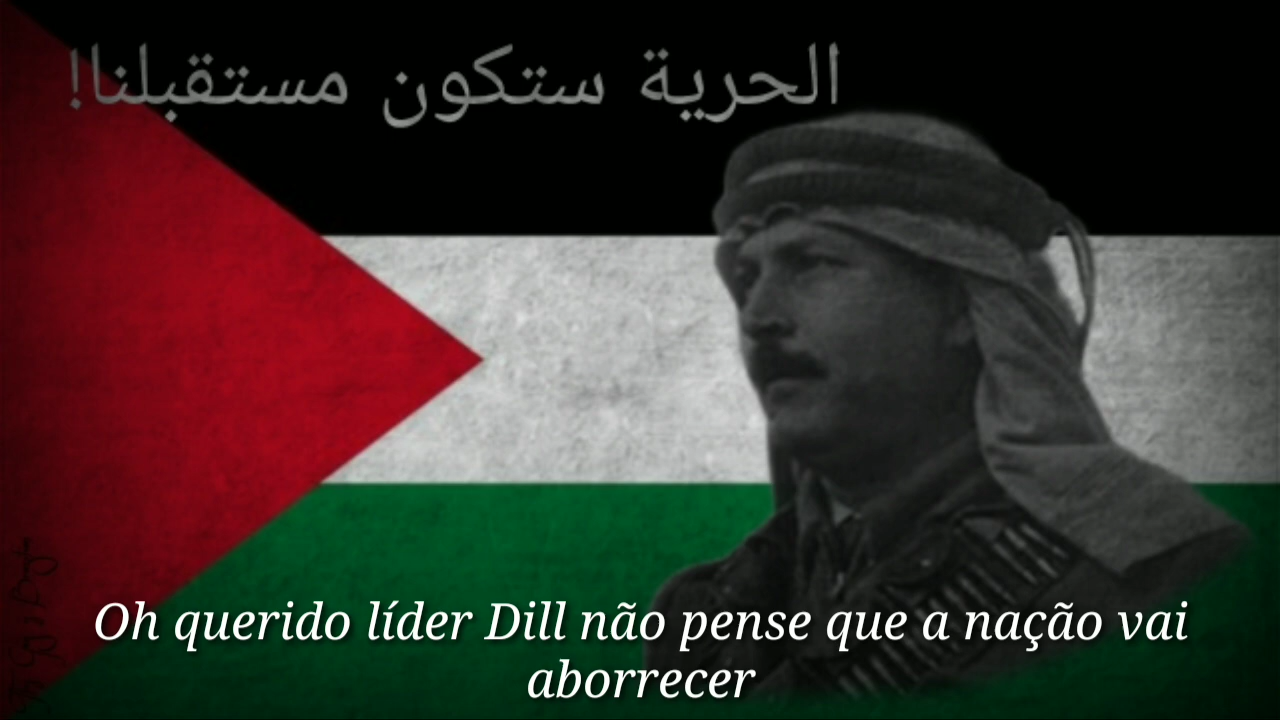 الحرية ستكون مستقبلنا!
Oh querido líder Dill não pense que a nação vai
aborrecer